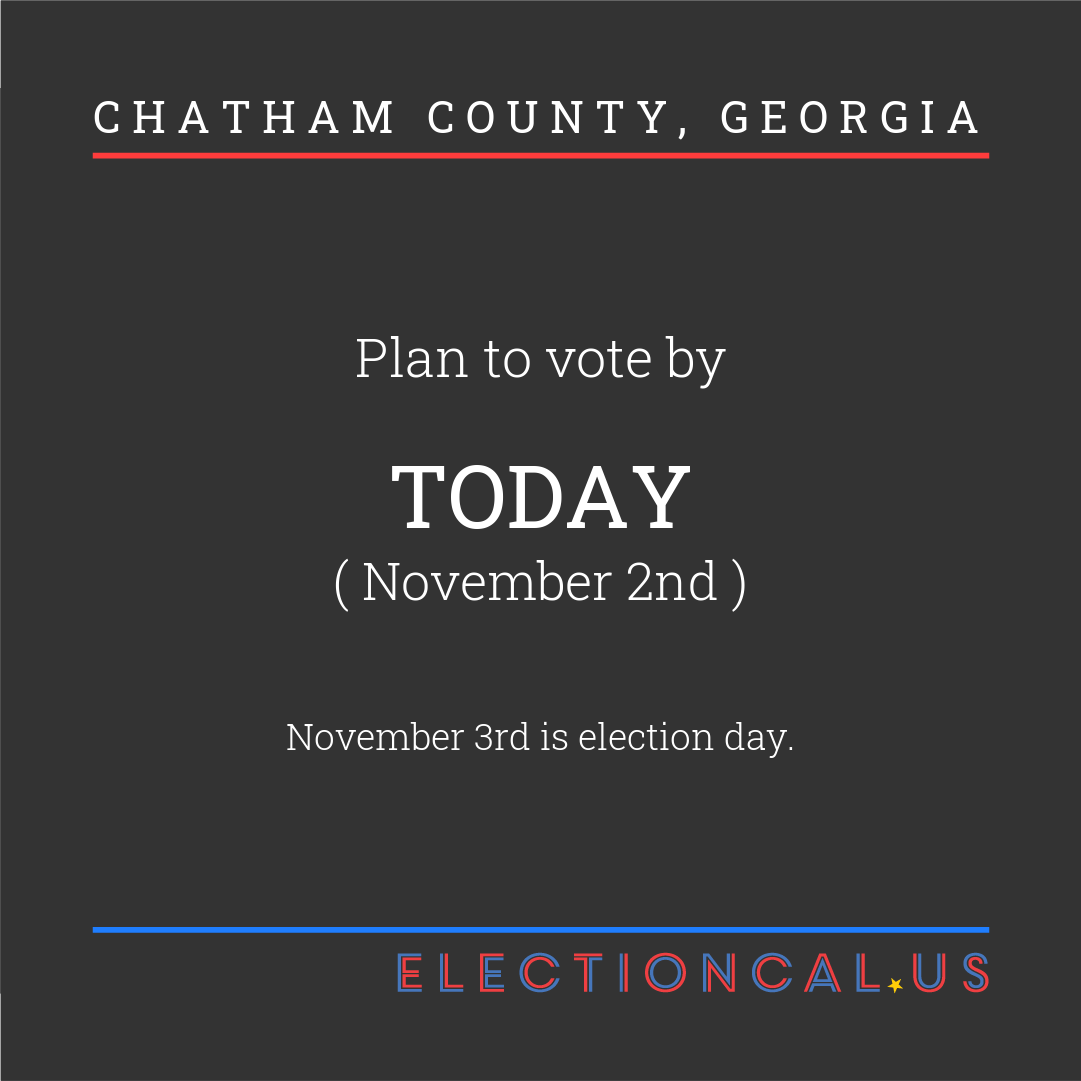 CHATHAM COUNTY, GEORGIA
Plan to vote by
TODAY
( November 2nd )
November 3rd is election day.
ELECTIONCAL.US